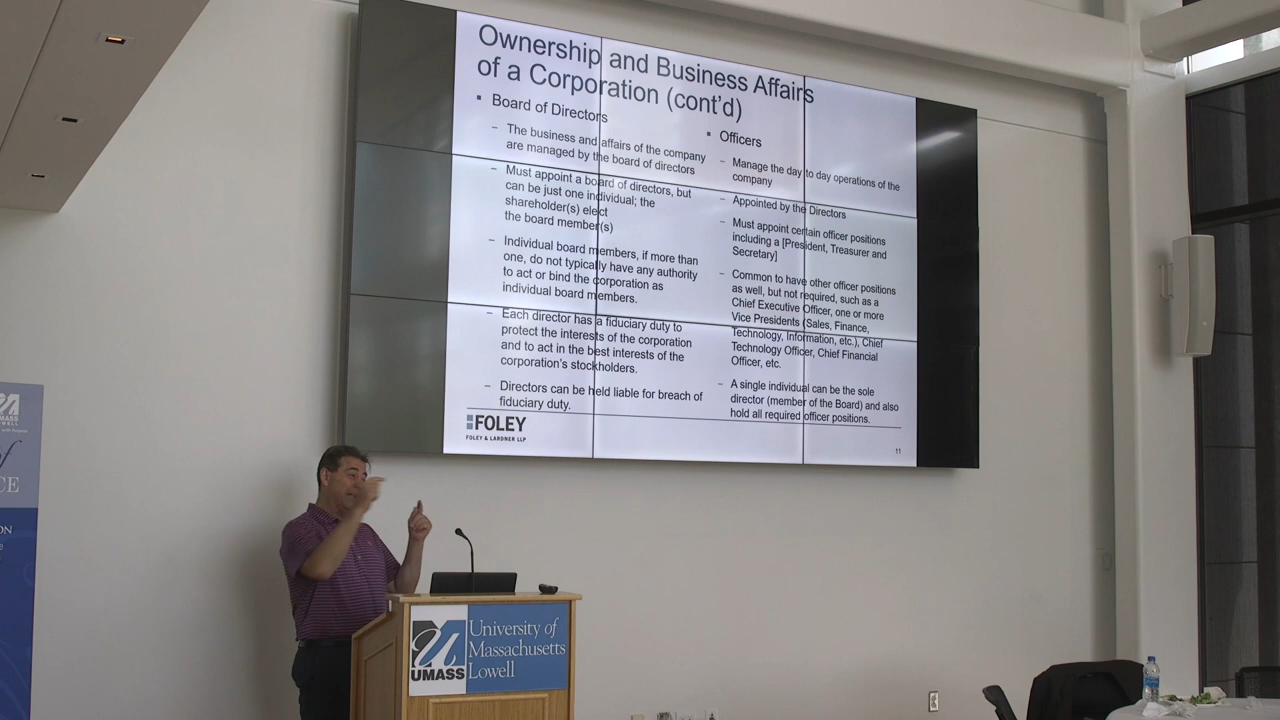 Ownership and Business Affairs
of a Corporation (cont'd)
▪ Board of Directors
– The business and affairs of the company
are managed by the board of directors
– Must appoint a board of directors, but
can be just one individual; the
shareholder(s) elect
the board member(s)
– Individual board members, if more than
one, do not typically have any authority
to act or bind the corporation as
individual board members.
– Each director has a fiduciary duty to
protect the interests of the corporation
and to act in the best interests of the
corporation's stockholders.
– Directors can be held liable for breach of
fiduciary duty.
▪ Officers
– Manage the day to day operations of the
company
– Appointed by the Directors
– Must appoint certain officer positions
including a [President, Treasurer and
Secretary]
– Common to have other officer positions
as well, but not required, such as a
Chief Executive Officer, one or more
Vice Presidents (Sales, Finance,
Technology, Information, etc.), Chief
Technology Officer, Chief Financial
Officer, etc.
– A single individual can be the sole
director (member of the Board) and also
hold all required officer positions.
FOLEY
FOLEY & LARDNER LLP
11
UMASS
LOWELL
of
CE
ON
e
UMASS
University of
Massachusetts
Lowell